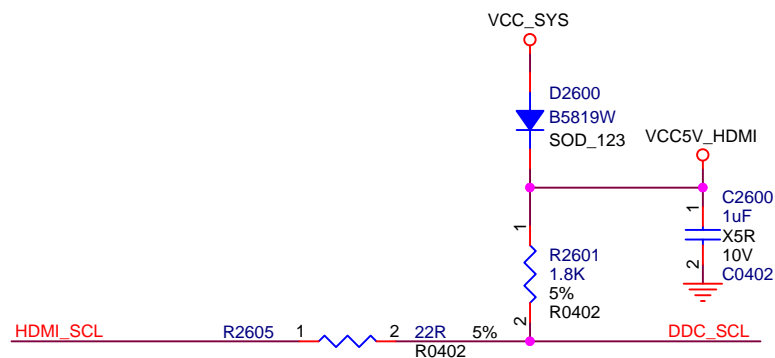 VCC_SYS
D2600
B5819W
SOD_123
VCC5V_HDMI
1
C2600
1uF
X5R
10V
2
C0402
1
R2601
1.8K
5%
R0402
2
HDMI_SCL
R2605
1
2
22R
5%
R0402
DDC_SCL